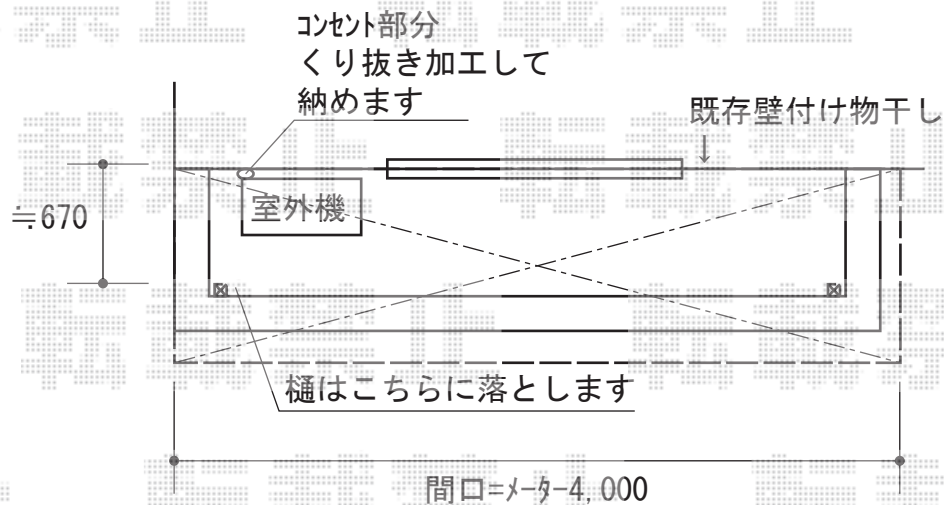 コンセント部分
くり抜き加工して
納めます
既存壁付け物干し
↓
≒670
室外機
樋はこちらに落とします
間口=メーター4,000